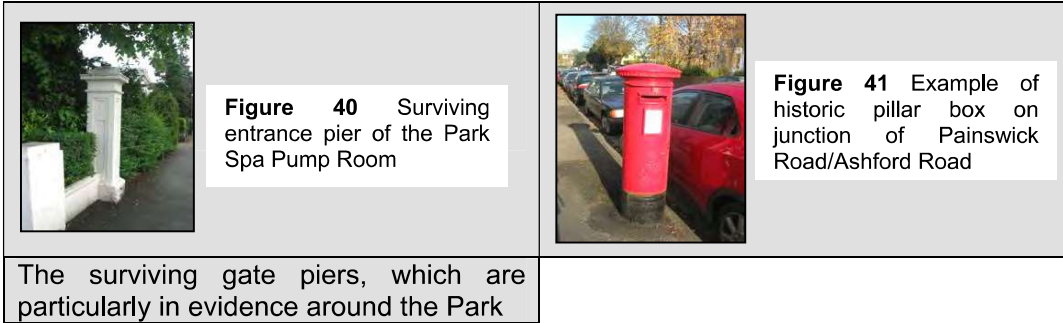 Figure 40 Surviving
entrance pier of the Park
Spa Pump Room
Figure 41 Example of
historic pillar box on
junction of Painswick
Road/Ashford Road
The surviving gate piers, which are
particularly in evidence around the Park